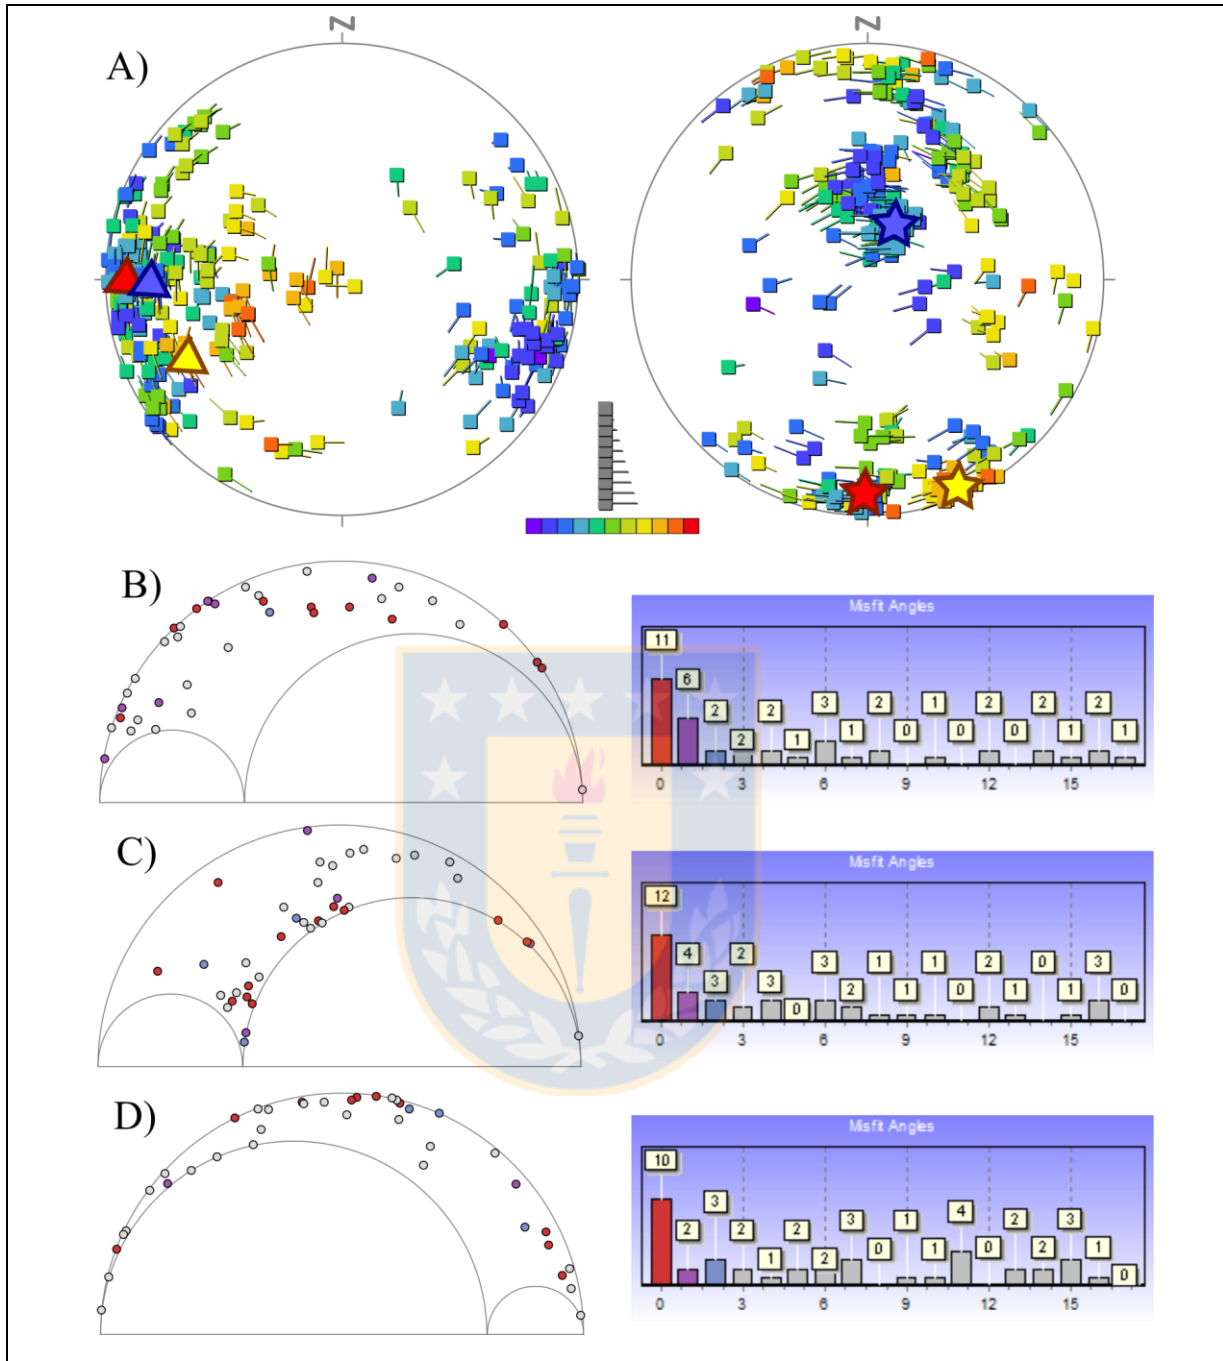 N N
A)
B)
Misfit Angles
11 6 2 2 2 1 3 1 2 0 1 0 2 0 2 1 2 1
0 3 6 9 12 15
C)
Misfit Angles
12 4 3 2 3 0 3 2 1 1 1 0 2 1 0 1 3 0
0 3 6 9 12 15
D)
Misfit Angles
10 2 3 2 1 2 2 3 0 1 1 4 0 2 2 3 1 0
0 3 6 9 12 15